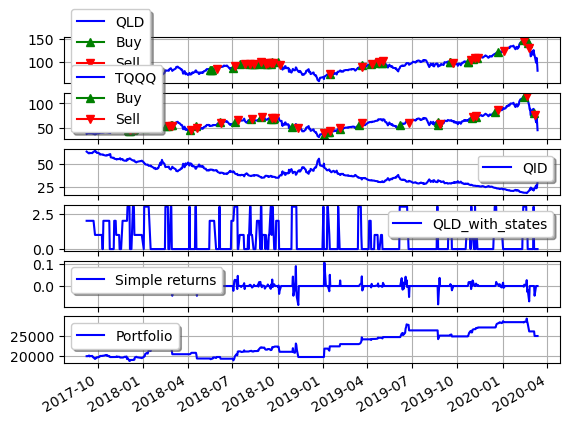 QLD
Buy
Sell
150
100
TQQQ
Buy
Sell
100
50
QID
50
25
QLD_with_states
2.5
0.0
Simple returns
0.1
0.0
Portfolio
25000
20000
2017-10
2018-01
2018-04
2018-07
2018-10
2019-01
2019-04
2019-07
2019-10
2020-01
2020-04